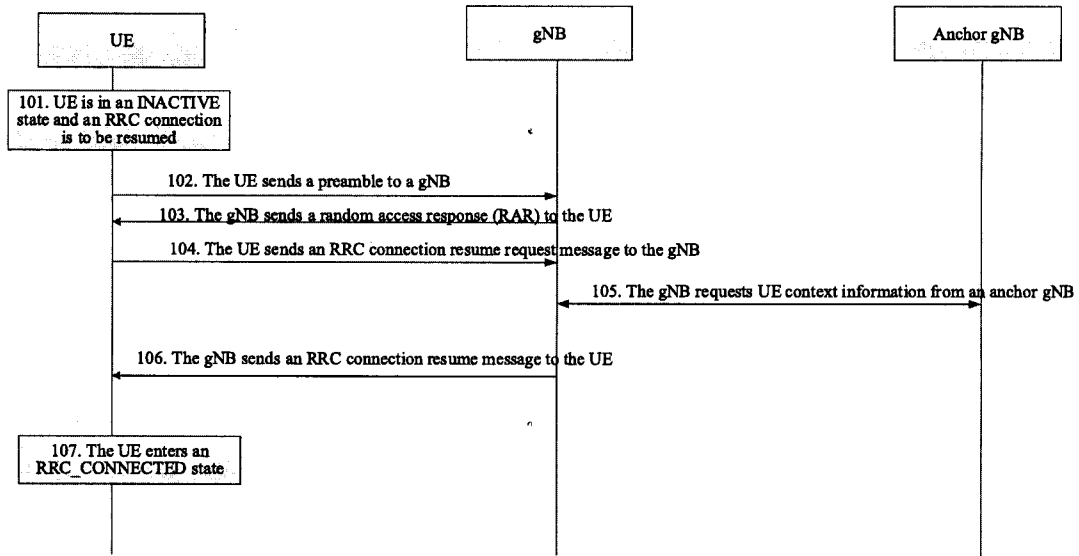 UE
gNB
Anchor gNB
101. UE is in an INACTIVE
state and an RRC connection
is to be resumed
102. The UE sends a preamble to a gNB
103. The gNB sends a random access response (RAR) to the UE
104. The UE sends an RRC connection resume request message to the gNB
105. The gNB requests UE context information from an anchor gNB
106. The gNB sends an RRC connection resume message to the UE
107. The UE enters an
RRC_CONNECTED state